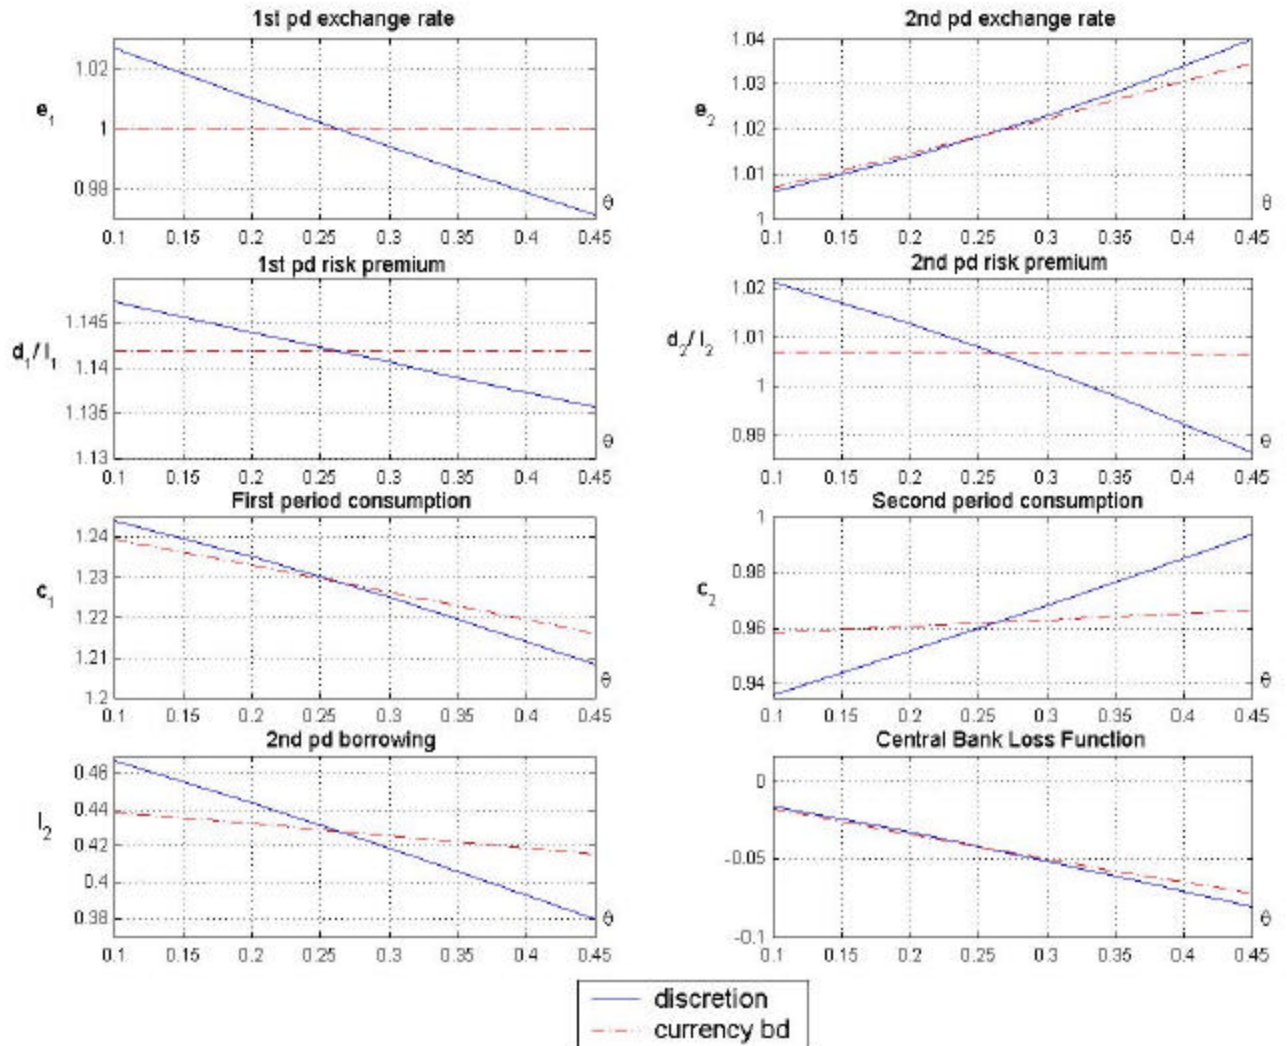 1st pd exchange rate
1.02
1
0.98
e1
θ
0.1 0.15 0.2 0.25 0.3 0.35 0.4 0.45
2nd pd exchange rate
1.04
1.03
1.02
1.01
1
e2
θ
0.1 0.15 0.2 0.25 0.3 0.35 0.4 0.45
1st pd risk premium
1.145
1.14
1.135
1.13
d1/l1
θ
0.1 0.15 0.2 0.25 0.3 0.35 0.4 0.45
2nd pd risk premium
1.02
1.01
1
0.99
d2/l2
θ
0.1 0.15 0.2 0.25 0.3 0.35 0.4 0.45
First period consumption
1.24
1.23
1.22
1.21
1.2
c1
θ
0.1 0.15 0.2 0.25 0.3 0.35 0.4 0.45
Second period consumption
1
0.98
0.96
0.94
c2
θ
0.1 0.15 0.2 0.25 0.3 0.35 0.4 0.45
2nd pd borrowing
0.46
0.44
0.42
0.4
0.38
l2
θ
0.1 0.15 0.2 0.25 0.3 0.35 0.4 0.45
Central Bank Loss Function
0
-0.05
-0.1
θ
0.1 0.15 0.2 0.25 0.3 0.35 0.4 0.45
discretion
currency bd